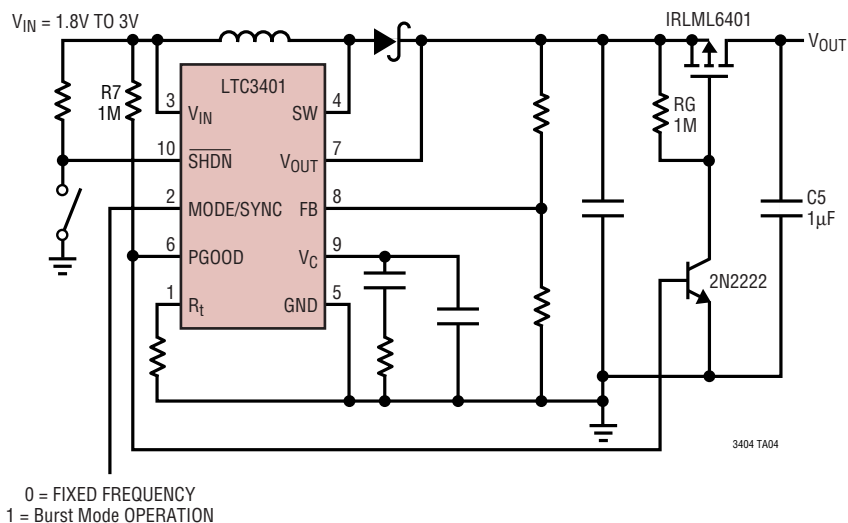 V_IN = 1.8V TO 3V
IRLML6401
V_OUT
LTC3401
R7
1M
3
V_IN
SW
4
RG
1M
10
SHDN
V_OUT
7
2
MODE/SYNC
FB
8
C5
1µF
6
PGOOD
V_C
9
2N2222
1
R_t
GND
5
3404 TA04
0 = FIXED FREQUENCY
1 = Burst Mode OPERATION